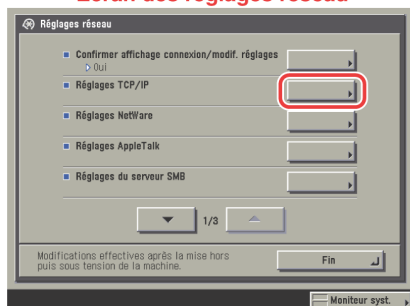 Écran des réglages réseau
Réglages réseau
Confirmer affichage connexion/modif. réglages
Oui
Réglages TCP/IP
Réglages NetWare
Réglages AppleTalk
Réglages du serveur SMB
1/3
Modifications effectives après la mise hors
puis sous tension de la machine.
Fin
Moniteur syst.